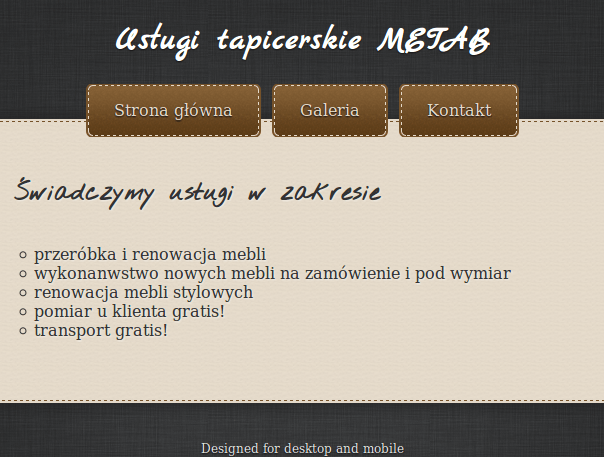 Usługi tapicerskie METAB
Strona główna
Galeria
Kontakt
Świadczymy usługi w zakresie
przeróbka i renowacja mebli
wykonanwstwo nowych mebli na zamówienie i pod wymiar
renowacja mebli stylowych
pomiar u klienta gratis!
transport gratis!
Designed for desktop and mobile